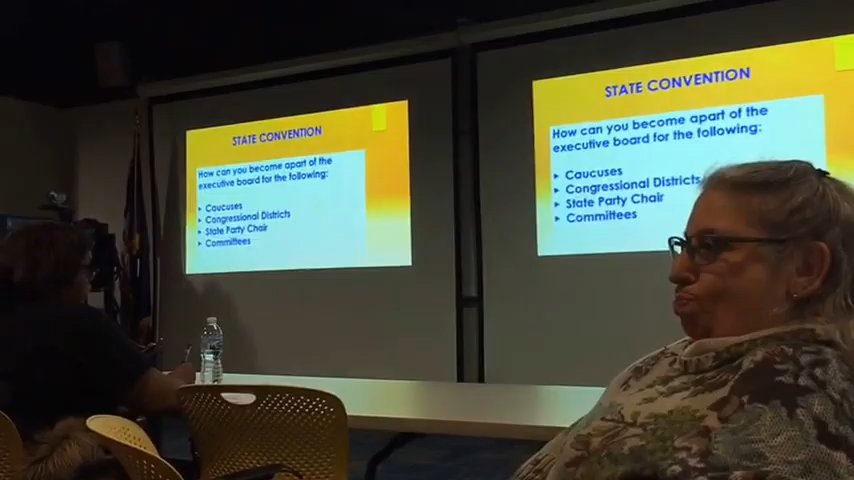 STATE CONVENTION
How can you become apart of the
executive board for the following:
Caucuses
Congressional Districts
State Party Chair
Committees
STATE CONVENTION
How can you become apart of the
executive board for the following:
Caucuses
Congressional Districts
State Party Chair
Committees